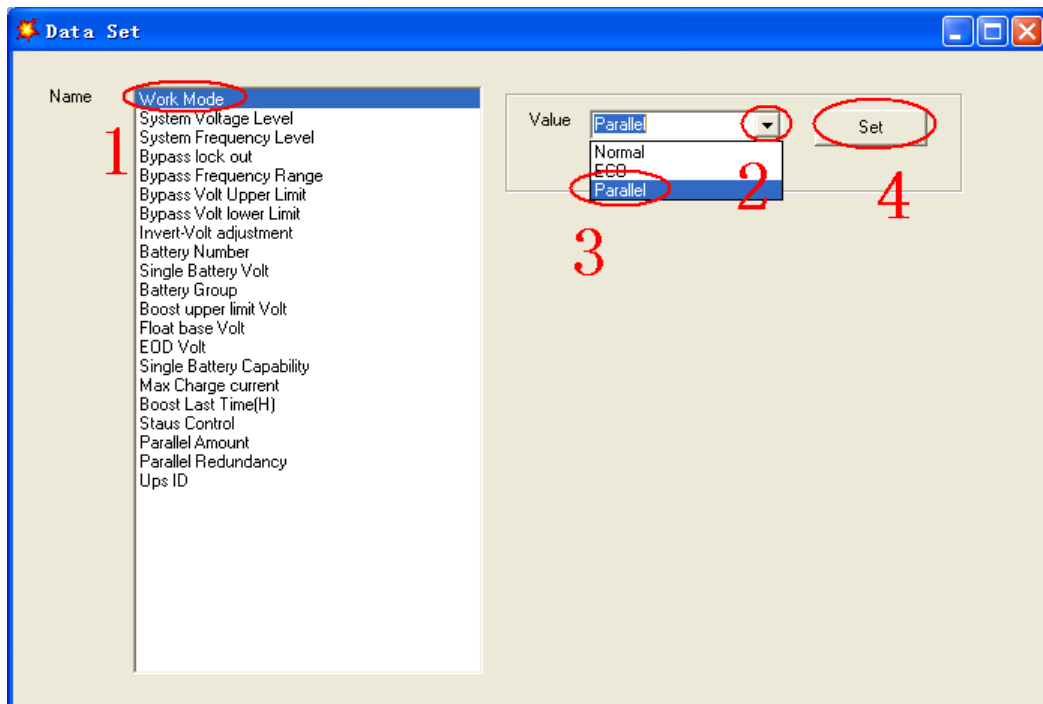 Data Set
Name
Work Mode
System Voltage Level
System Frequency Level
Bypass lock out
Bypass Frequency Range
Bypass Volt Upper Limit
Bypass Volt lower Limit
Invert-Volt adjustment
Battery Number
Single Battery Volt
Battery Group
Boost upper limit Volt
Float base Volt
EOD Volt
Single Battery Capability
Max Charge current
Boost Last Time(H)
Staus Control
Parallel Amount
Parallel Redundancy
Ups ID
1
Value
Parallel
Normal
ECO
Parallel
2
3
Set
4